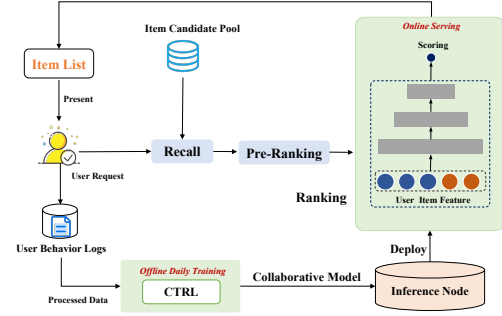 Online Serving
Item Candidate Pool
Scoring
Item List
Present
Recall
Pre-Ranking
User Request
Ranking
User Item Feature
User Behavior Logs
Deploy
Offline Daily Training
Collaborative Model
CTRL
Processed Data
Inference Node